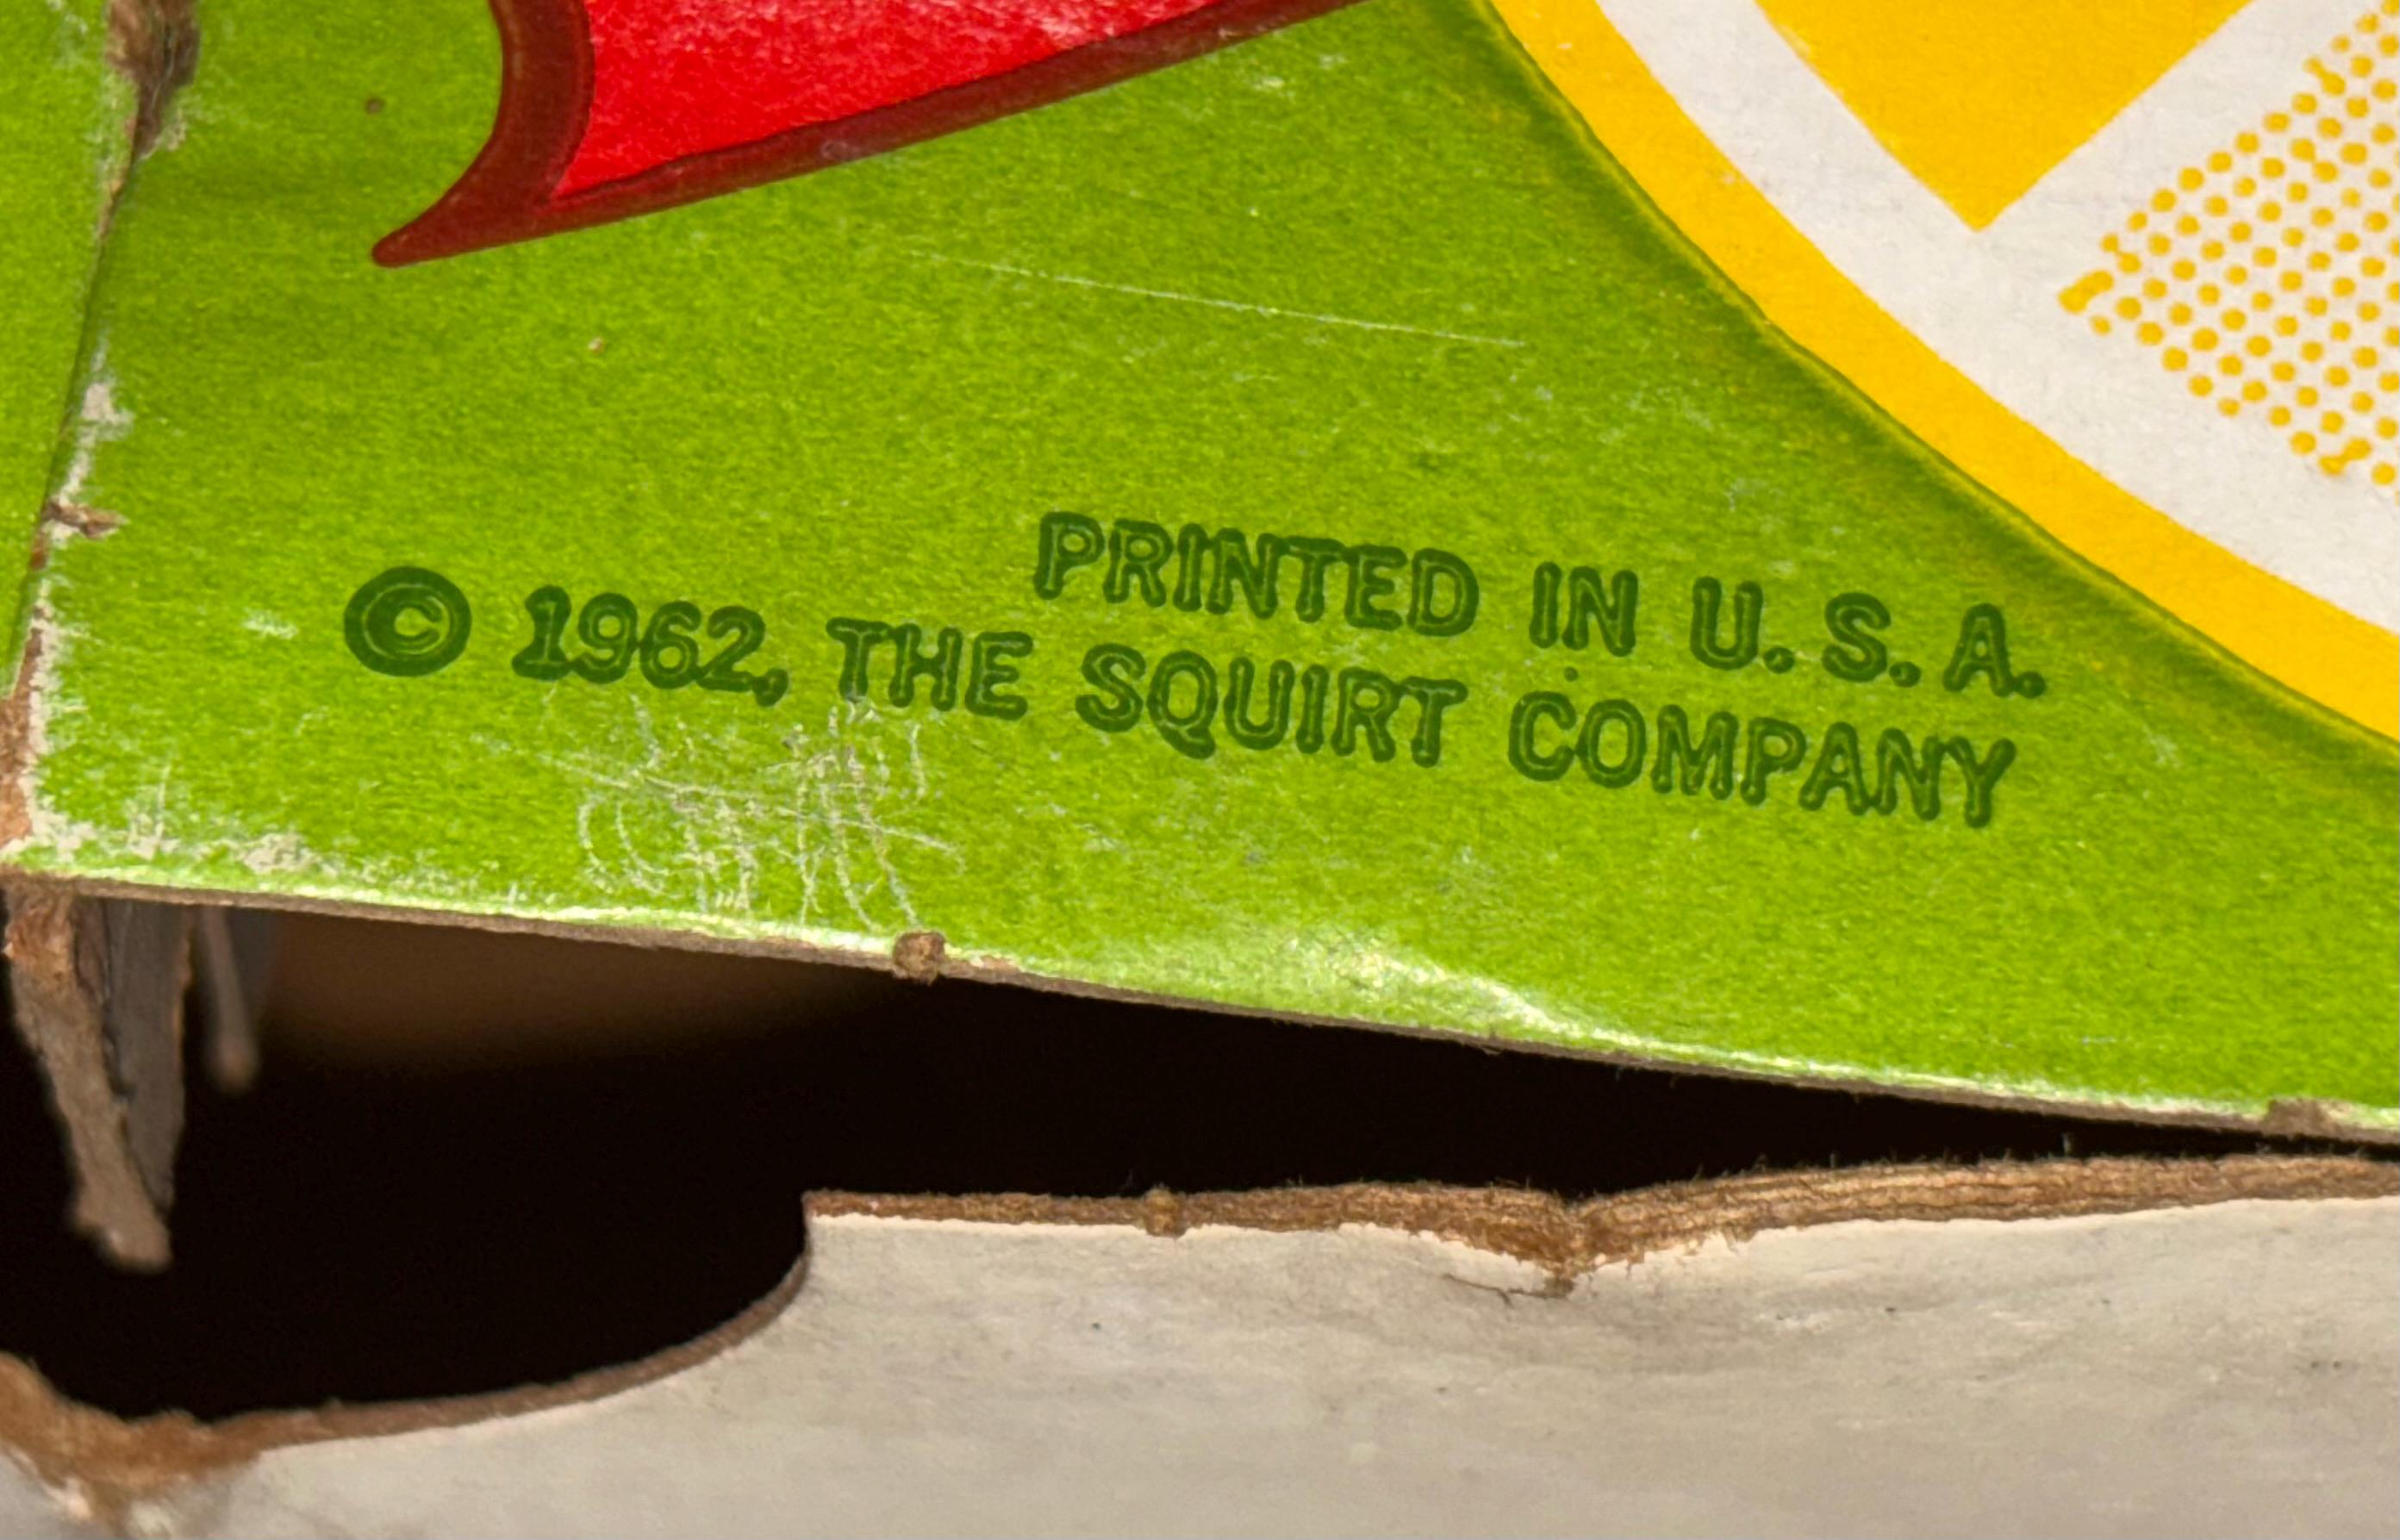 PRINTED IN U. S. A.
© 1962, THE SQUIRT COMPANY